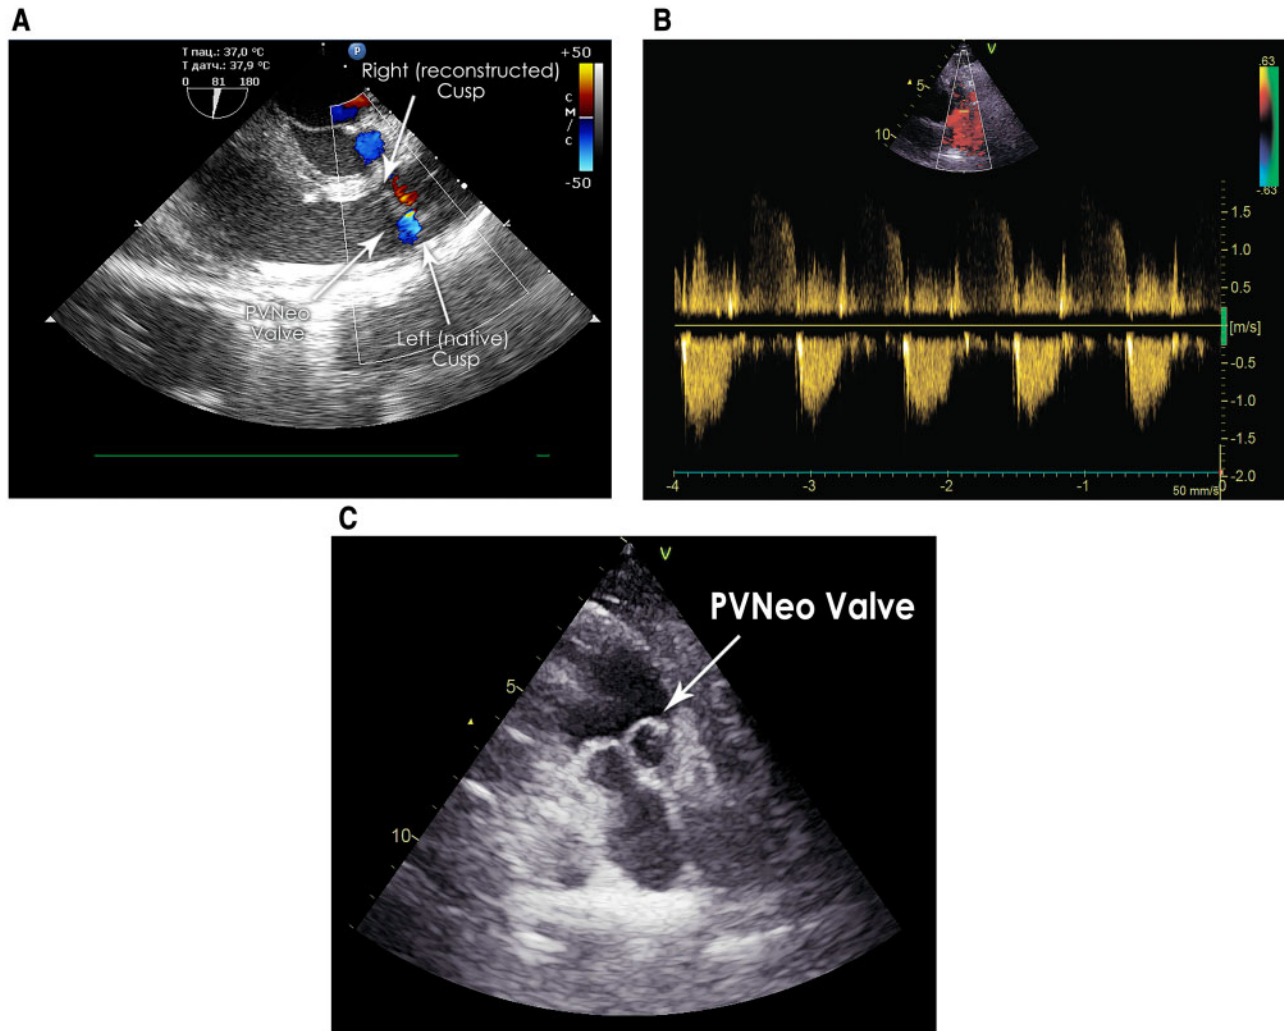 A
T пац.: 37,0 °C
T датч.: 37,9 °C
0 81 180
P
+50
C
M
/
C
-50
Right (reconstructed)
Cusp
PVNeo
Valve
Left (native)
Cusp
B
V
5
10
.63
-.63
1.5
1.0
0.5
[m/s]
-0.5
-1.0
-1.5
-2.0
-4
-3
-2
-1
0
50 mm/s
C
V
PVNeo Valve
5
10